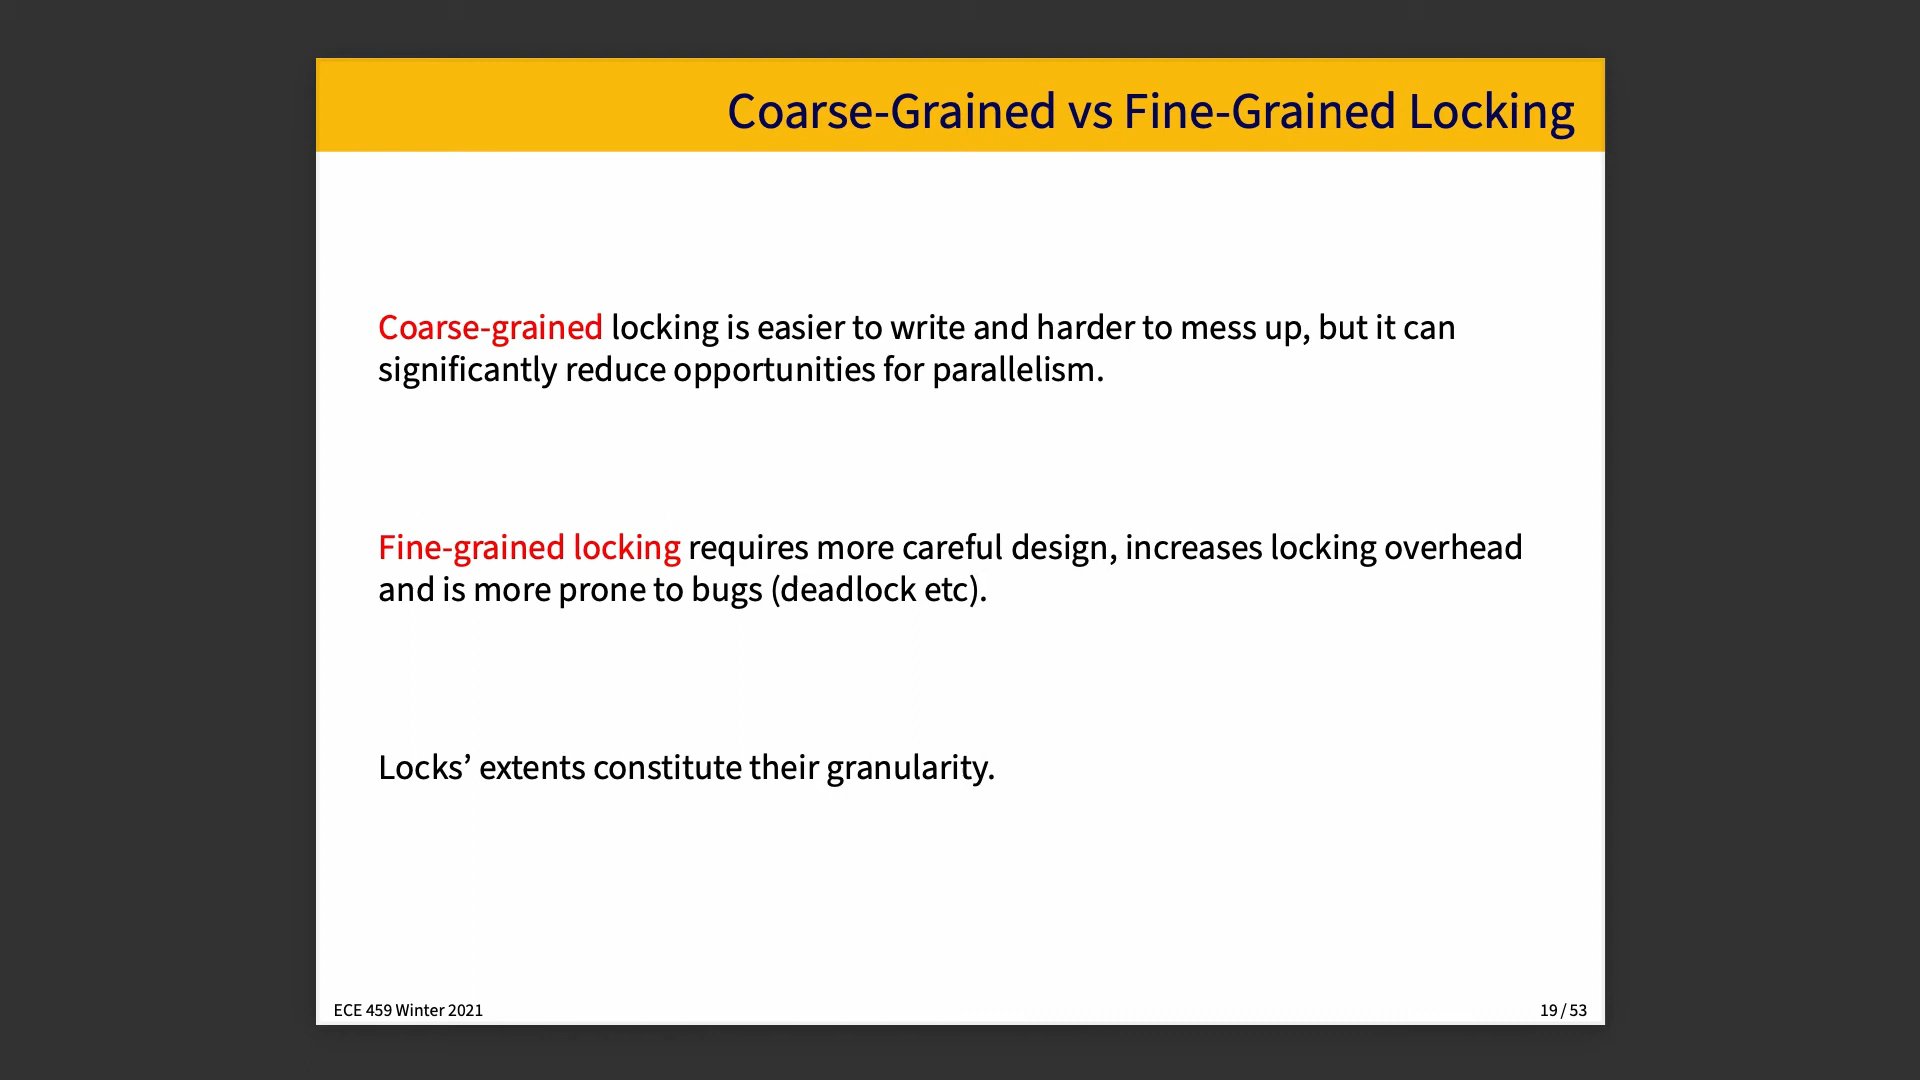 Coarse-Grained vs Fine-Grained Locking
Coarse-grained locking is easier to write and harder to mess up, but it can
significantly reduce opportunities for parallelism.
Fine-grained locking requires more careful design, increases locking overhead
and is more prone to bugs (deadlock etc).
Locks’ extents constitute their granularity.
ECE 459 Winter 2021
19 / 53